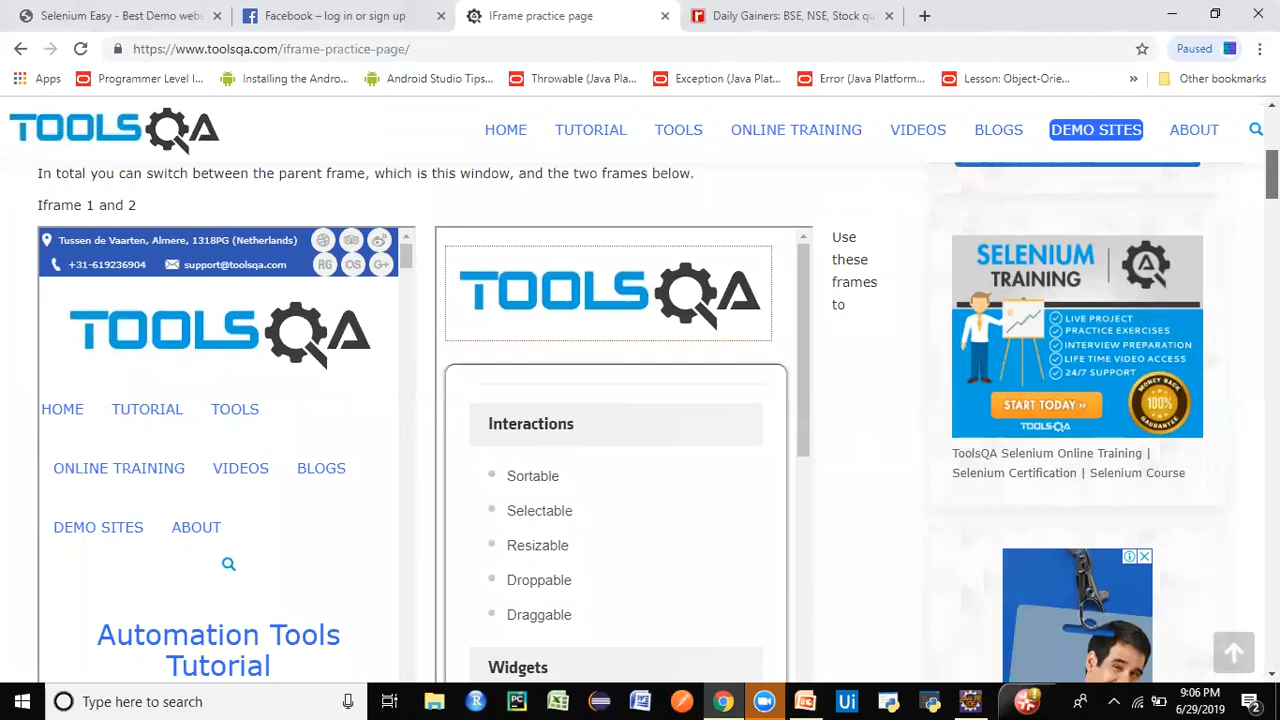 Selenium Easy - Best Demo webs
Facebook – log in or sign up
IFrame practice page
Daily Gainers: BSE, NSE, Stock qu
https://www.toolsqa.com/iframe-practice-page/
Paused
Apps
Programmer Level I...
Installing the Andro...
Android Studio Tips...
Throwable (Java Pla...
Exception (Java Plat...
Error (Java Platform...
Lesson: Object-Orie...
»
Other bookmarks
TOOLSQA
HOME TUTORIAL TOOLS ONLINE TRAINING VIDEOS BLOGS DEMO SITES ABOUT
In total you can switch between the parent frame, which is this window, and the two frames below.
Iframe 1 and 2
Tussen de Vaarten, Almere, 1318PG (Netherlands)
+31-619236904 support@toolsqa.com
RG OS G+
TOOLSQA
HOME TUTORIAL TOOLS
ONLINE TRAINING VIDEOS BLOGS
DEMO SITES ABOUT
Automation Tools
Tutorial
TOOLSQA
Interactions
Sortable
Selectable
Resizable
Droppable
Draggable
Widgets
Use
these
frames
to
SELENIUM
TRAINING
LIVE PROJECT
PRACTICE EXERCISES
INTERVIEW PREPARATION
LIFE TIME VIDEO ACCESS
24/7 SUPPORT
START TODAY »
MONEY BACK
100%
GAURANTEE
TOOLSQA
ToolsQA Selenium Online Training |
Selenium Certification | Selenium Course
Type here to search
9:06 PM
6/29/2019
2